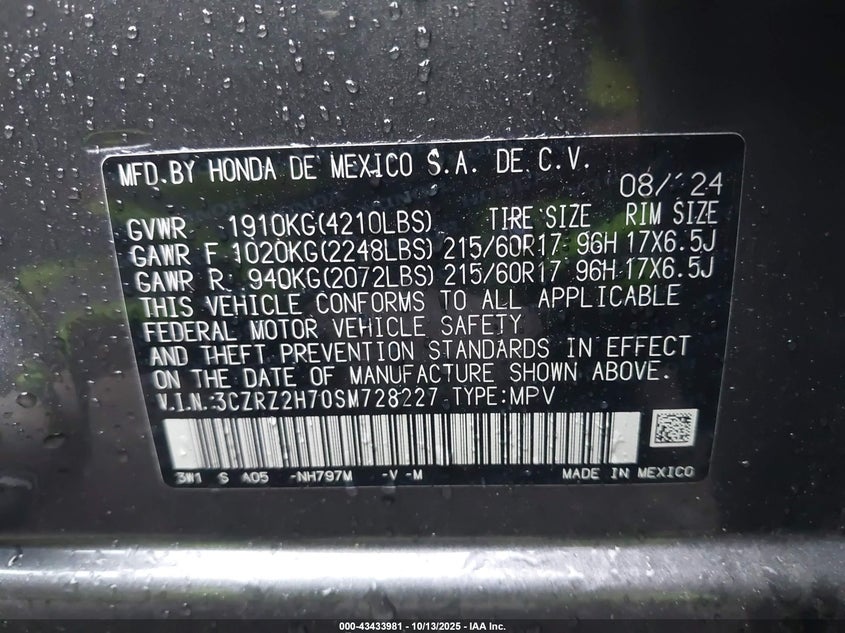 MFD. BY HONDA DE MEXICO S.A. DE C.V.
08/'24
GVWR 1910KG(4210LBS) TIRE SIZE RIM SIZE
GAWR F 1020KG(2248LBS) 215/60R17 96H 17X6.5J
GAWR R 940KG(2072LBS) 215/60R17 96H 17X6.5J
THIS VEHICLE CONFORMS TO ALL APPLICABLE
FEDERAL MOTOR VEHICLE SAFETY
AND THEFT PREVENTION STANDARDS IN EFFECT
ON THE DATE OF MANUFACTURE SHOWN ABOVE.
V.I.N.:3CZRZ2H70SM728227 TYPE:MPV
3W1 S A05 -NH797M -V -M MADE IN MEXICO
000-43433981 - 10/13/2025 - IAA Inc.